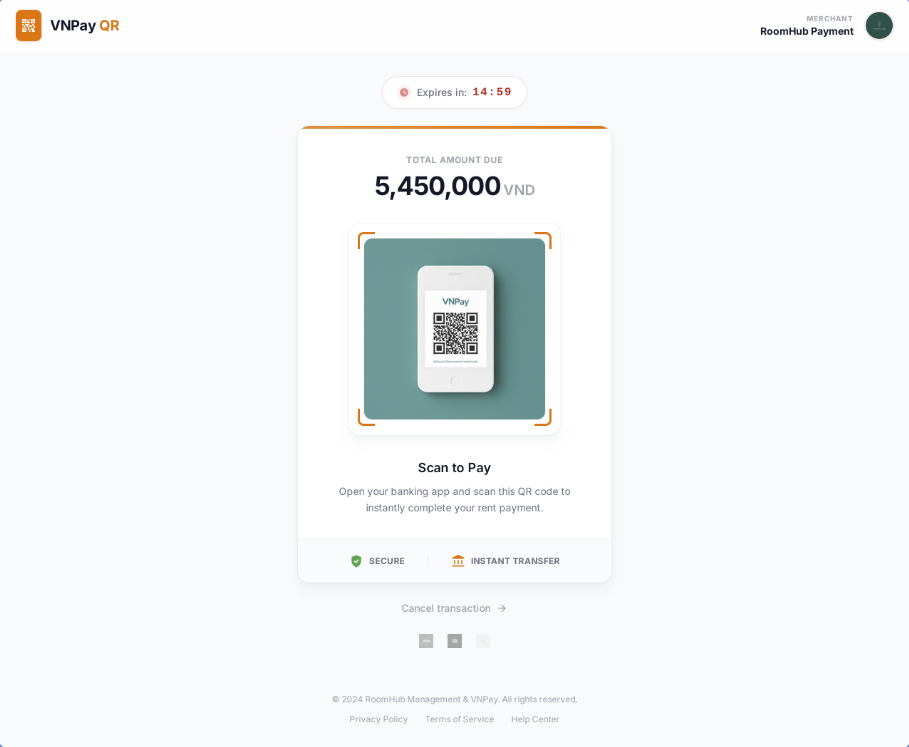 VNPay QR
MERCHANT
RoomHub Payment
Expires in: 14:59
TOTAL AMOUNT DUE
5,450,000 VND
VNPay
Scan to Pay
Open your banking app and scan this QR code to
instantly complete your rent payment.
SECURE
INSTANT TRANSFER
Cancel transaction
© 2024 RoomHub Management & VNPay. All rights reserved.
Privacy Policy
Terms of Service
Help Center